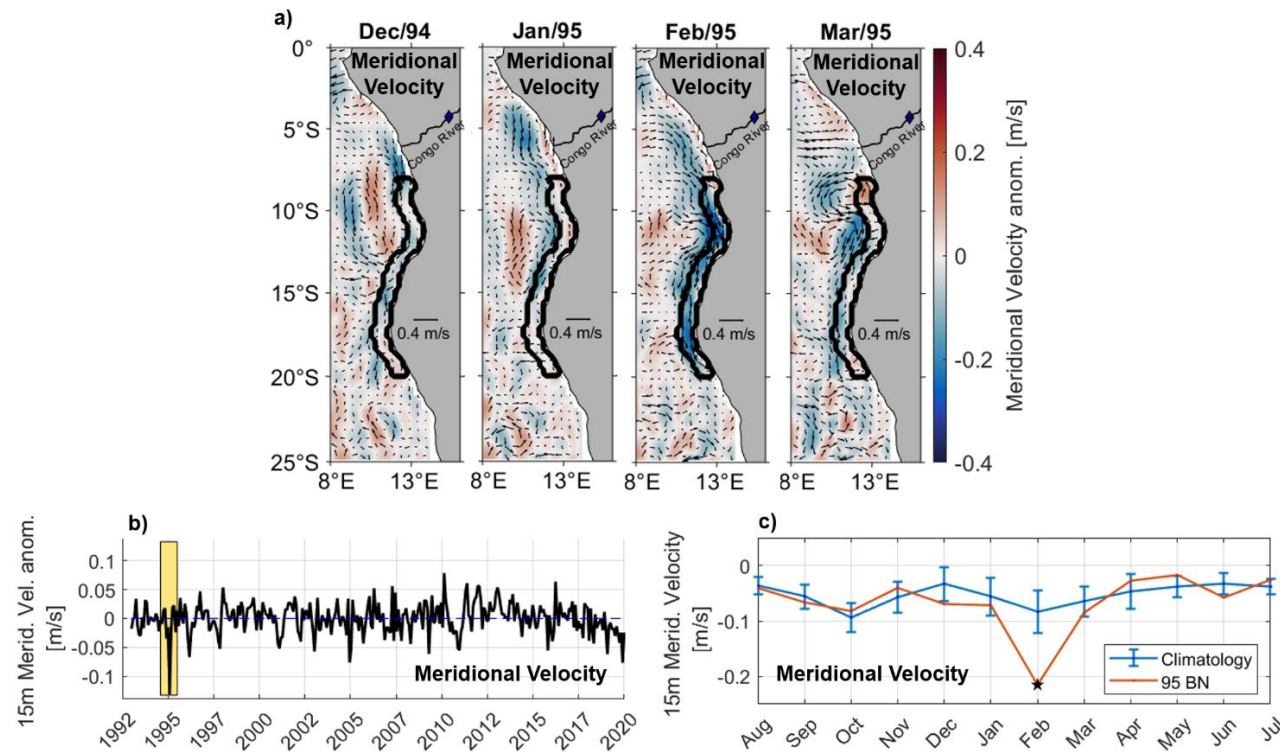 a)
Dec/94 Jan/95 Feb/95 Mar/95
Meridional Velocity
Meridional Velocity
Meridional Velocity
Meridional Velocity
Congo River
Congo River
Congo River
Congo River
0.4 m/s
0.4 m/s
0.4 m/s
0.4 m/s
0°
5°S
10°S
15°S
20°S
25°S
8°E 13°E 8°E 13°E 8°E 13°E 8°E 13°E
0.4
0.2
0
-0.2
-0.4
Meridional Velocity anom. [m/s]
b)
15m Merid. Vel. anom.
[m/s]
0.1
0.05
0
-0.05
-0.1
Meridional Velocity
1992 1995 1997 2000 2002 2005 2007 2010 2012 2015 2017 2020
c)
15m Merid. Velocity
[m/s]
0
-0.1
-0.2
Meridional Velocity
Climatology
95 BN
Aug Sep Oct Nov Dec Jan Feb Mar Apr May Jun Jul